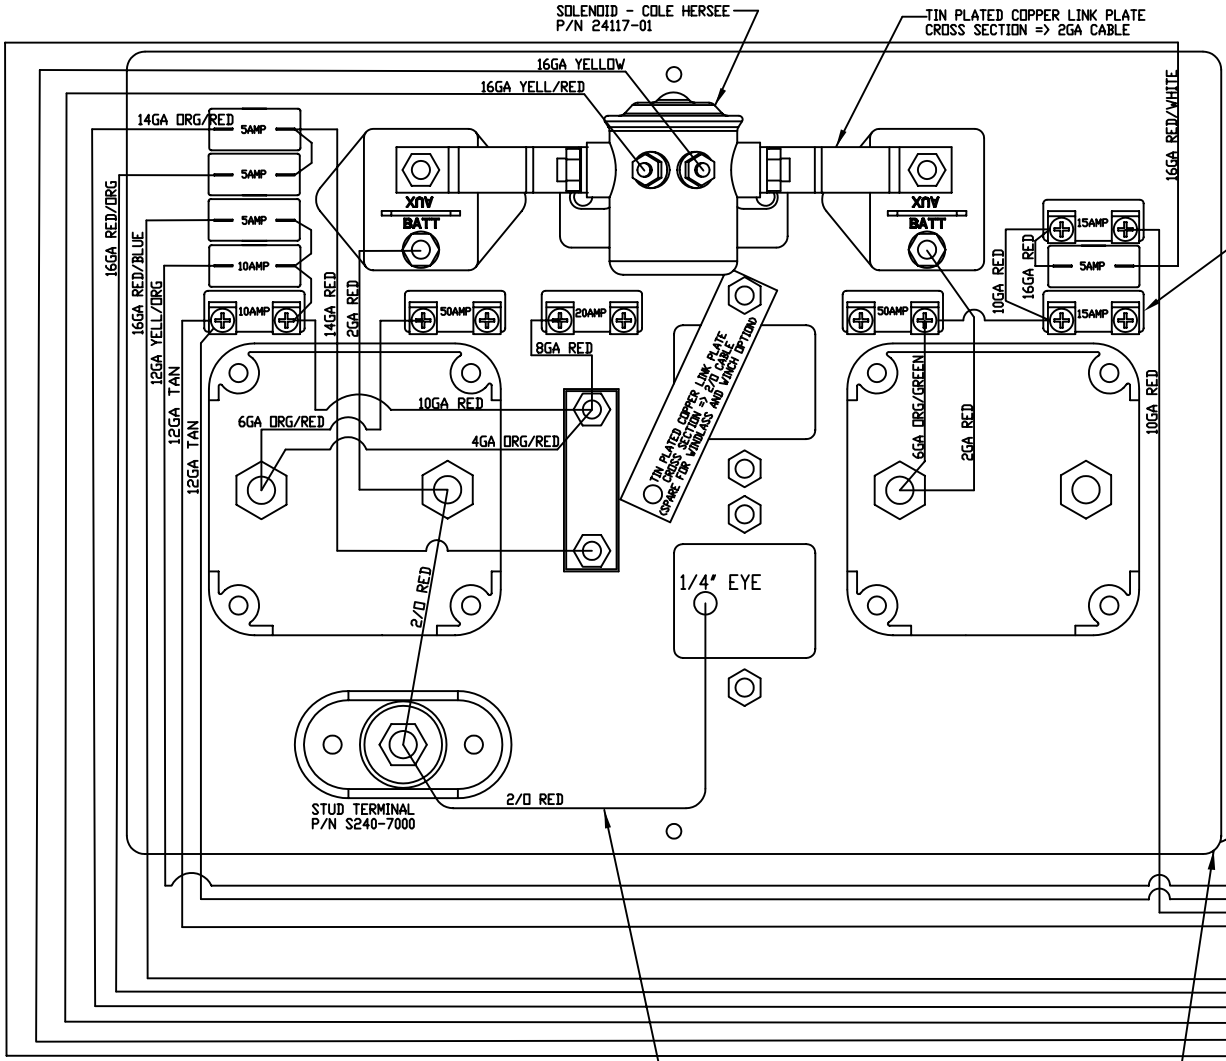 SOLENOID - COLE HERSEE
P/N 24117-01
TIN PLATED COPPER LINK PLATE
CROSS SECTION => 2GA CABLE
16GA YELLOW
16GA YELL/RED
14GA ORG/RED
5AMP
5AMP
5AMP
10AMP
10AMP
50AMP
20AMP
50AMP
15AMP
5AMP
15AMP
AUX
BATT
AUX
BATT
16GA RED/WHITE
16GA RED/ORG
16GA RED/BLUE
12GA YEL/ORG
12GA TAN
12GA TAN
14GA RED
2GA RED
8GA RED
10GA RED
16GA RED
10GA RED
10GA RED
6GA ORG/RED
4GA ORG/RED
6GA ORG/GREEN
2GA RED
TIN PLATED COPPER LINK PLATE
CROSS SECTION => 2/0 CABLE
(SPARE FOR WINDLASS AND WINCH OPTION)
1/4" EYE
2/0 RED
2/0 RED
STUD TERMINAL
P/N S240-7000